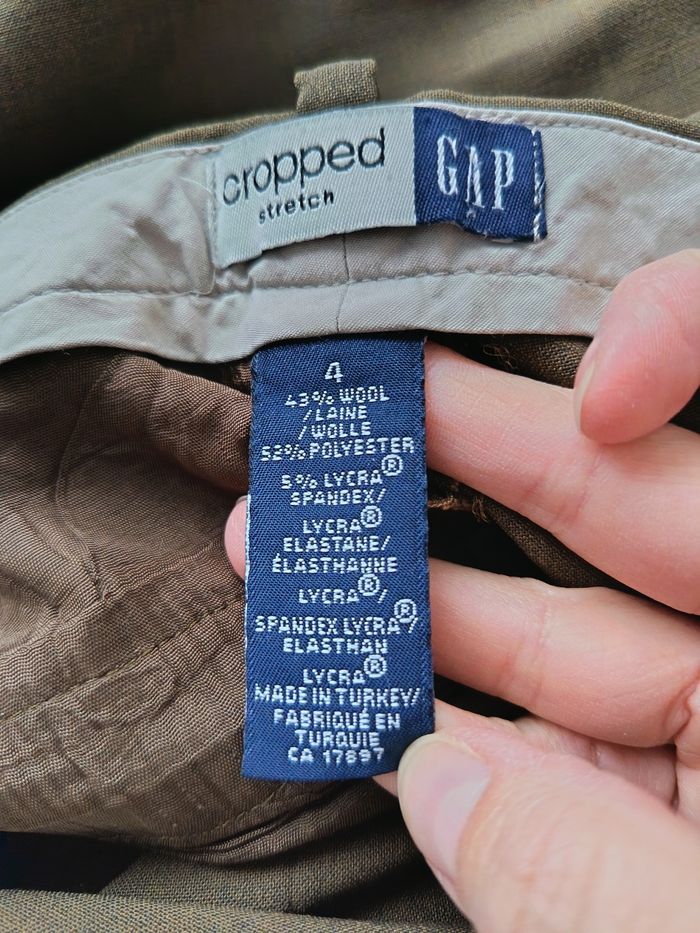 cropped
stretch
GAP
4
43% WOOL
/LAINE
/WOLLE
52% POLYESTER
5% LYCRA®
SPANDEX/
LYCRA®
ELASTANE/
ÉLASTHANNE
LYCRA®/
SPANDEX LYCRA®/
ELASTHAN
LYCRA®
MADE IN TURKEY/
FABRIQUÉ EN
TURQUIE
CA 17897